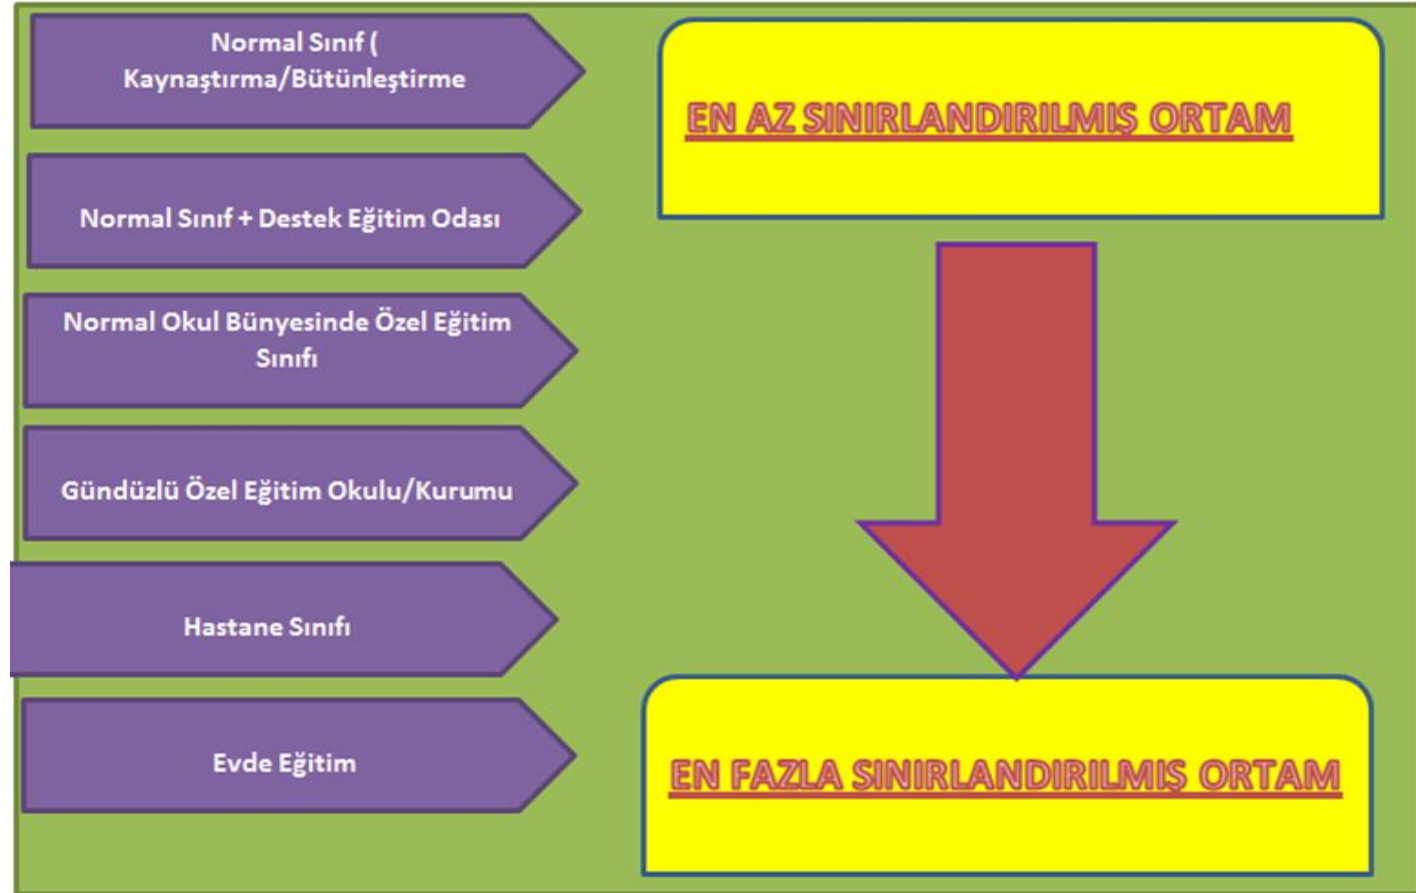 Normal Sınıf (
Kaynaştırma/Bütünleştirme
EN AZ SINIRLANDIRILMIŞ ORTAM
Normal Sınıf + Destek Eğitim Odası
Normal Okul Bünyesinde Özel Eğitim
Sınıfı
Gündüzlü Özel Eğitim Okulu/Kurumu
Hastane Sınıfı
Evde Eğitim
EN FAZLA SINIRLANDIRILMIŞ ORTAM